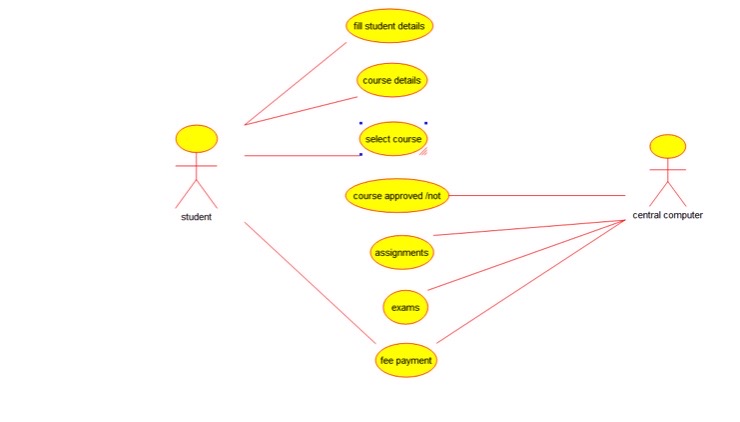 fill student details
course details
select course
course approved /not
student
central computer
assignments
exams
fee payment